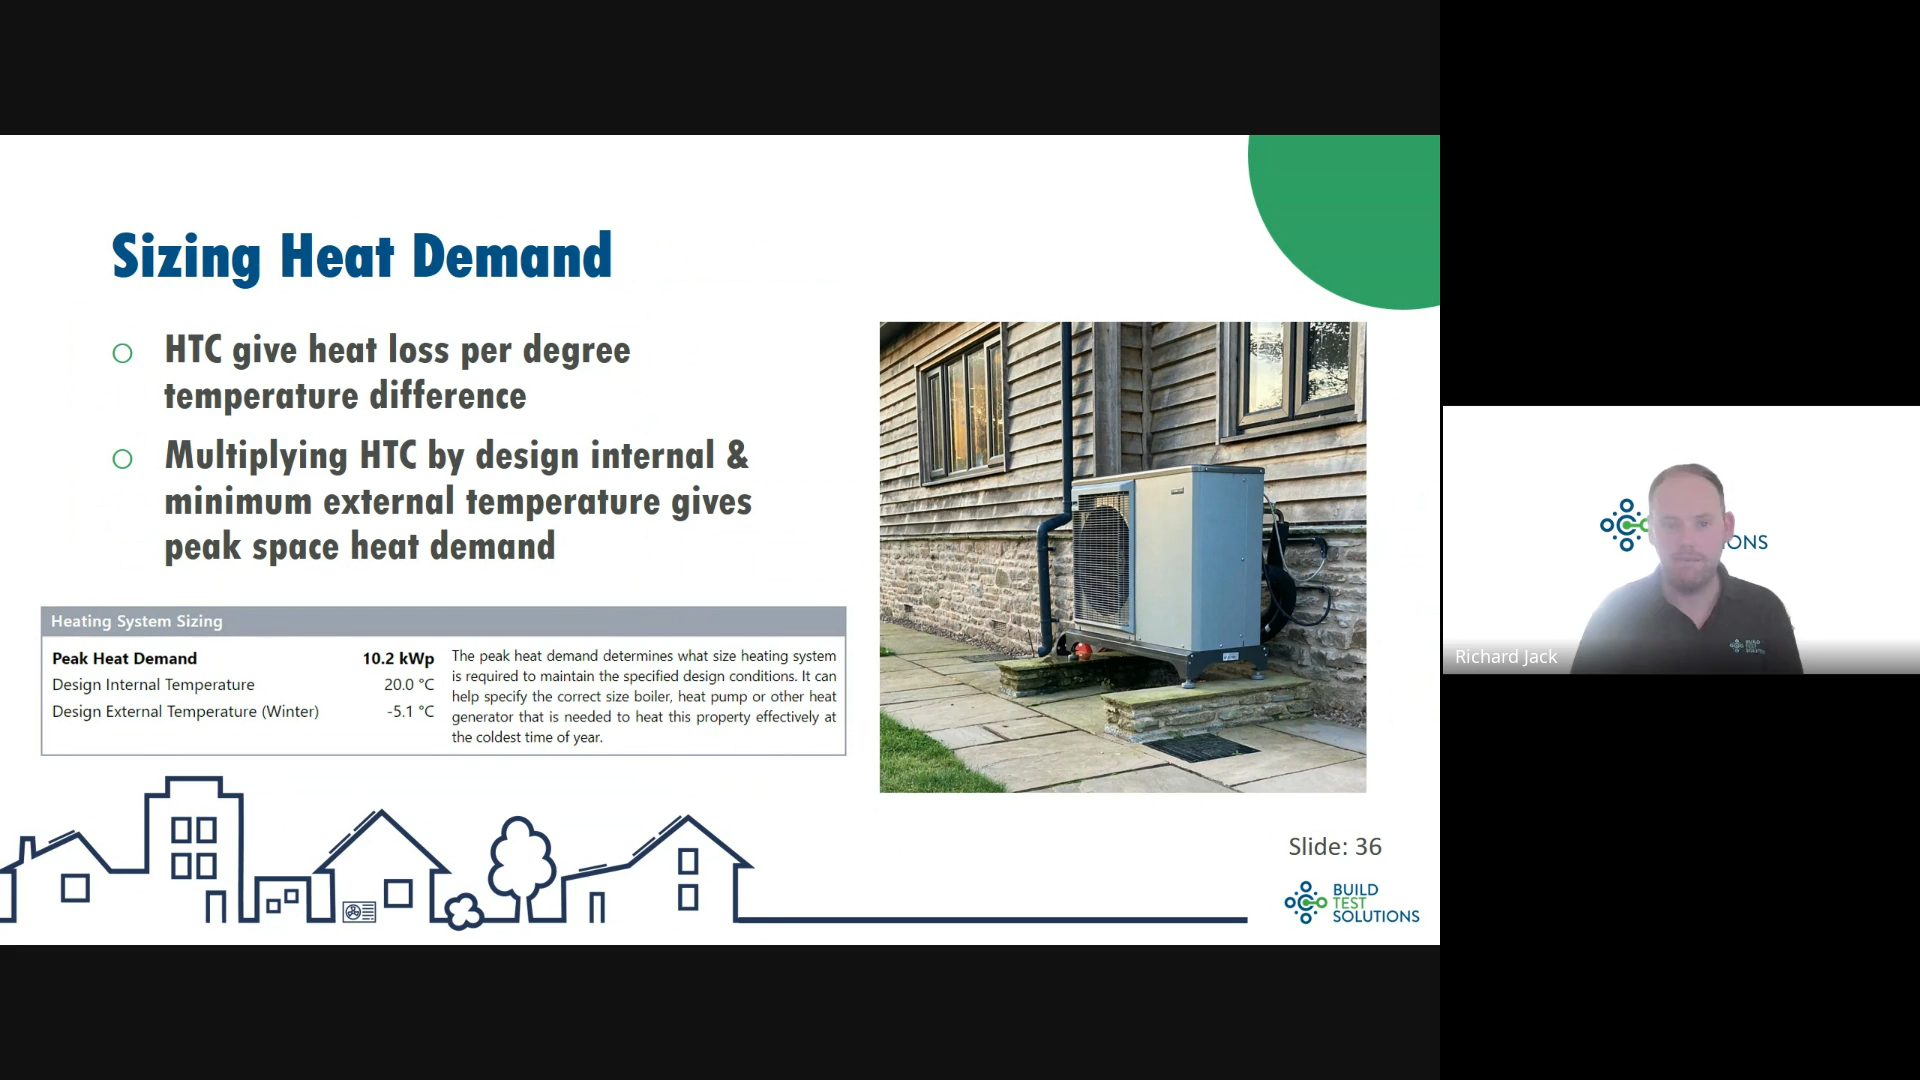 Sizing Heat Demand
HTC give heat loss per degree
temperature difference
Multiplying HTC by design internal &
minimum external temperature gives
peak space heat demand
Heating System Sizing
Peak Heat Demand 10.2 kWp
Design Internal Temperature 20.0 °C
Design External Temperature (Winter) -5.1 °C
The peak heat demand determines what size heating system
is required to maintain the specified design conditions. It can
help specify the correct size boiler, heat pump or other heat
generator that is needed to heat this property effectively at
the coldest time of year.
Slide: 36
BUILD
TEST
SOLUTIONS
IONS
Richard Jack